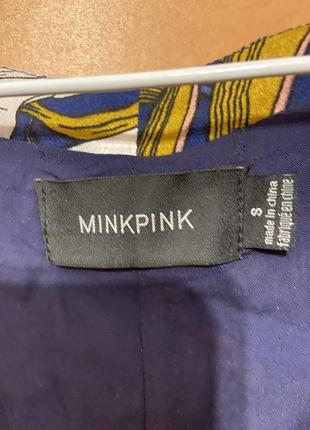 MINKPINK
S
made in china
fabriqué en chine